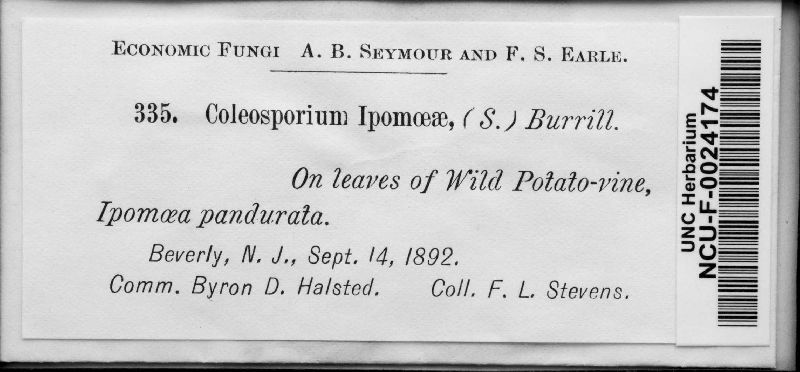 ECONOMIC FUNGI A. B. SEYMOUR AND F. S. EARLE.
335. Coleosporium Ipomœæ, (S.) Burrill.
On leaves of Wild Potato-vine,
Ipomœa pandurata.
Beverly, N. J., Sept. 14, 1892.
Comm. Byron D. Halsted. Coll. F. L. Stevens.
UNC Herbarium
NCU-F-0024174